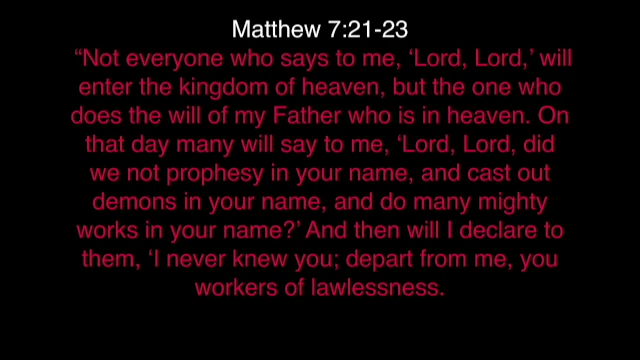 Matthew 7:21-23
“Not everyone who says to me, ‘Lord, Lord,’ will
enter the kingdom of heaven, but the one who
does the will of my Father who is in heaven. On
that day many will say to me, ‘Lord, Lord, did
we not prophesy in your name, and cast out
demons in your name, and do many mighty
works in your name?’ And then will I declare to
them, ‘I never knew you; depart from me, you
workers of lawlessness.